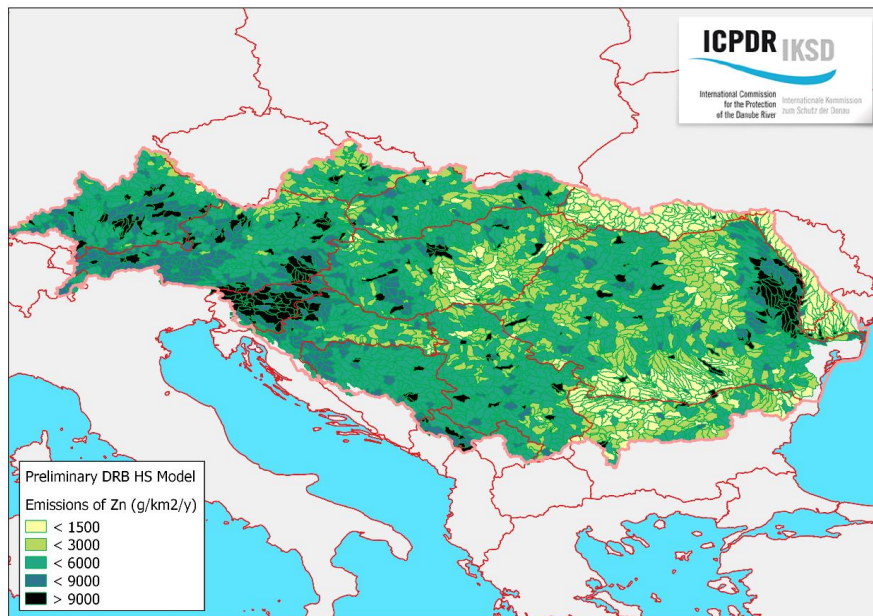 ICPDR IKSD
International Commission
for the Protection
of the Danube River
Internationale Kommission
zum Schutz der Donau
Preliminary DRB HS Model
Emissions of Zn (g/km2/y)
< 1500
< 3000
< 6000
< 9000
> 9000